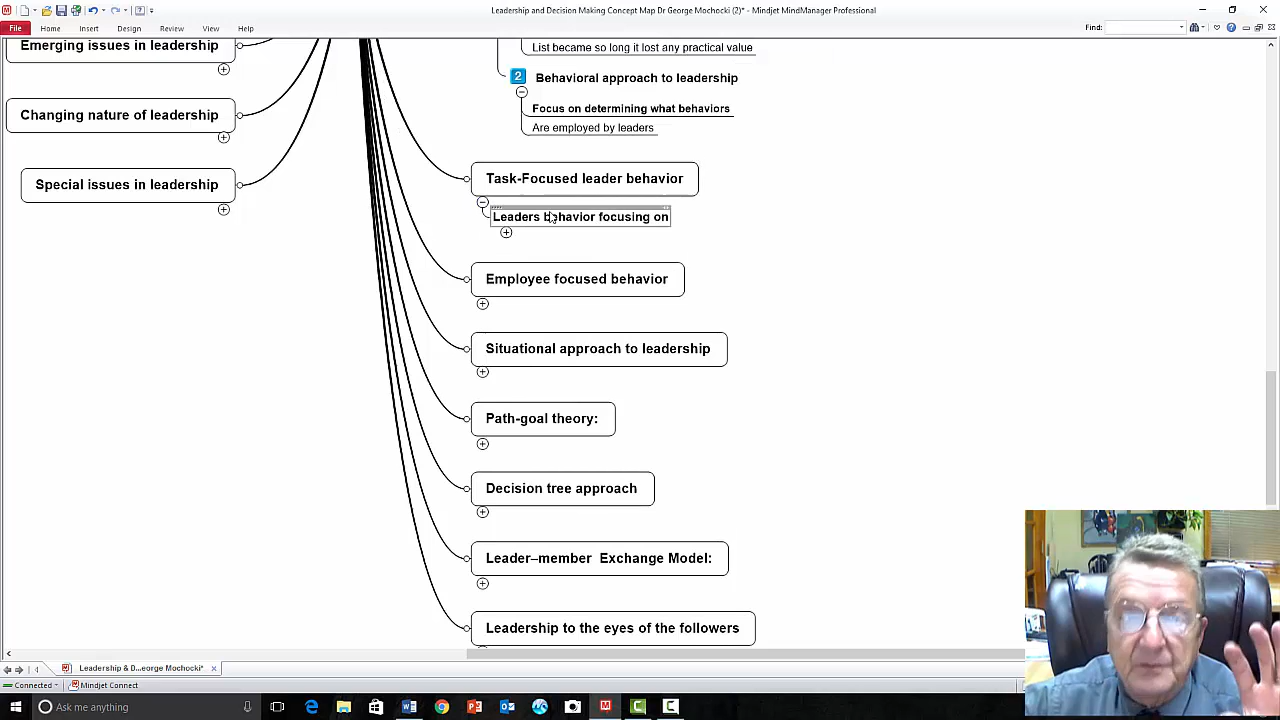 Leadership and Decision Making Concept Map Dr George Mochocki (2)* - Mindjet MindManager Professional
File Home Insert Design Review View Help Find:
Emerging issues in leadership
Changing nature of leadership
Special issues in leadership
List became so long it lost any practical value
2 Behavioral approach to leadership
Focus on determining what behaviors
Are employed by leaders
Task-Focused leader behavior
Leaders behavior focusing on
Employee focused behavior
Situational approach to leadership
Path-goal theory:
Decision tree approach
Leader–member Exchange Model:
Leadership to the eyes of the followers
Leadership & D...eorge Mochocki*
Connected Mindjet Connect
Ask me anything